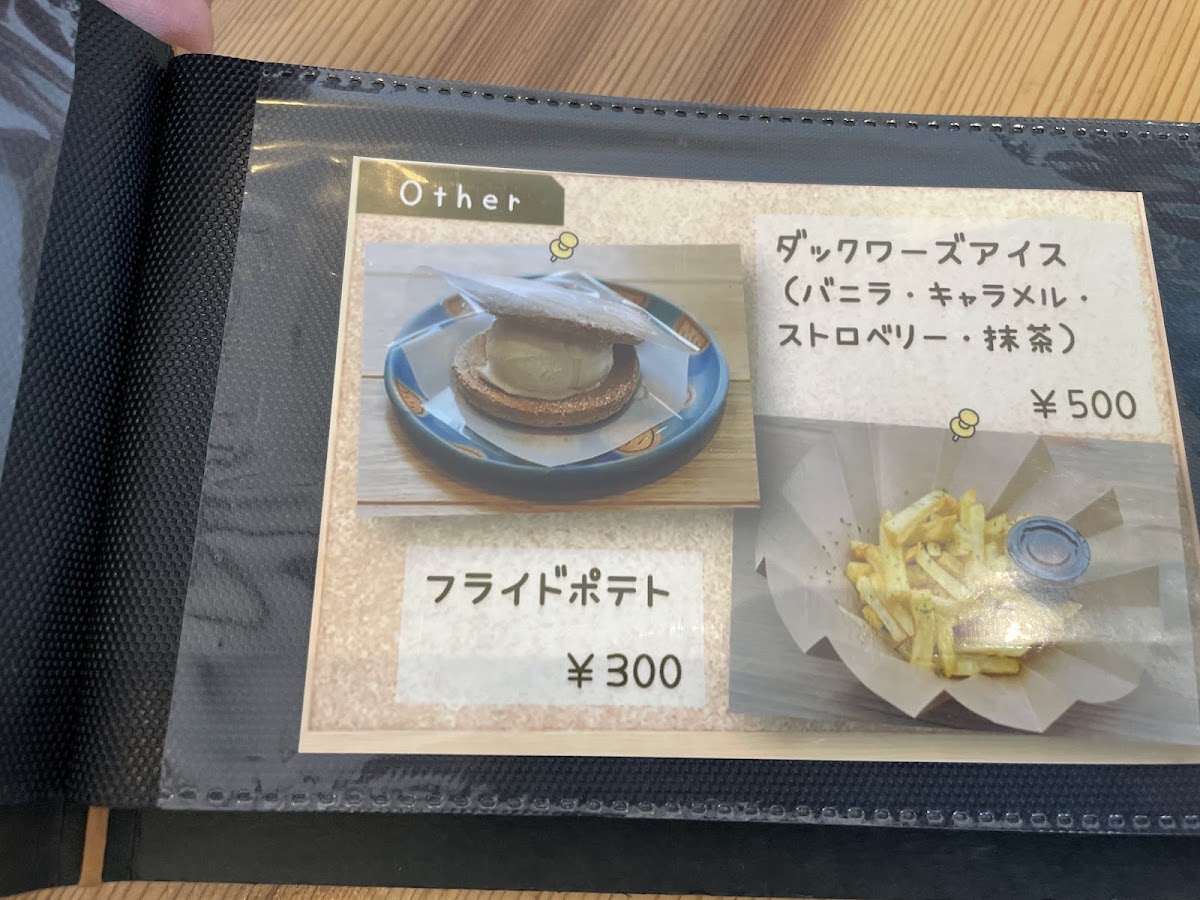 Other
ダックワーズアイス
（バニラ・キャラメル・
ストロベリー・抹茶）
¥500
フライドポテト
¥300